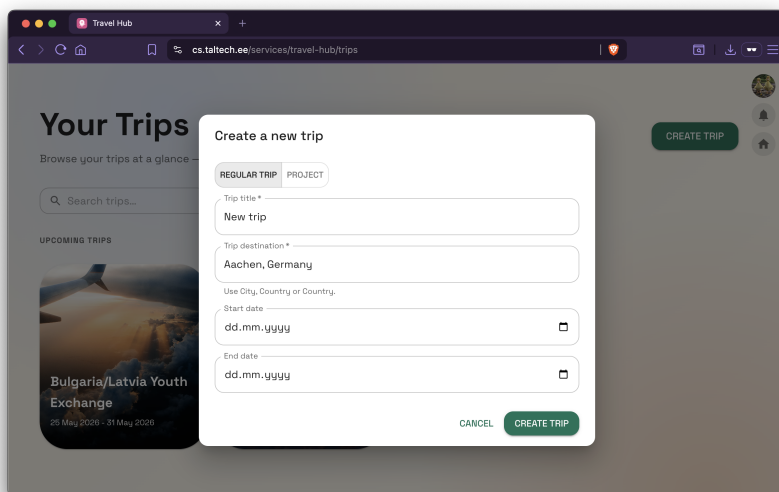 Travel Hub
cs.taltech.ee/services/travel-hub/trips
Your Trips
CREATE TRIP
Browse your trips at a glance —
Search trips...
UPCOMING TRIPS
Bulgaria/Latvia Youth
Exchange
25 May 2026 - 31 May 2026
Create a new trip
REGULAR TRIP PROJECT
Trip title *
New trip
Trip destination *
Aachen, Germany
Use City, Country or Country.
Start date
dd.mm.yyyy
End date
dd.mm.yyyy
CANCEL CREATE TRIP